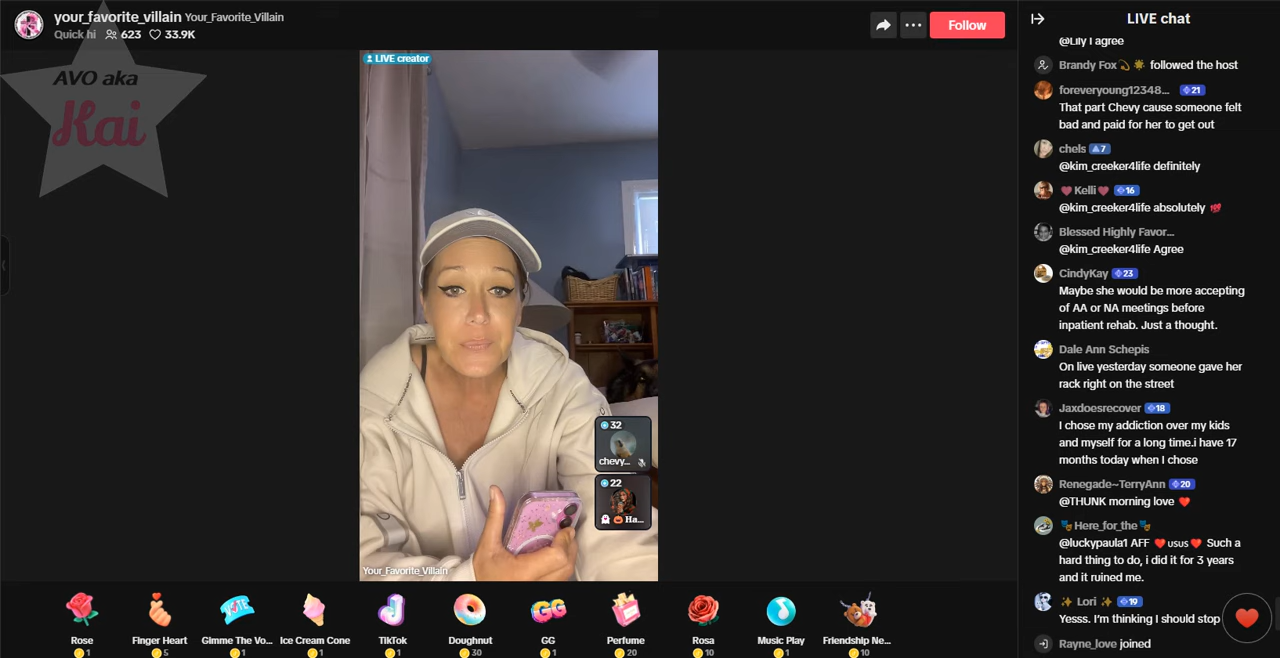 your_favorite_villain Your_Favorite_Villain
Quick hi 623 33.9K
Follow
AVO aka
Kai
LIVE creator
32
chevy...
22
Ha...
Your_Favorite_Villain
Rose
1
Finger Heart
5
Gimme The Vo...
1
Ice Cream Cone
1
TikTok
1
Doughnut
30
GG
1
Perfume
20
Rosa
10
Music Play
1
Friendship Ne...
10
LIVE chat
@Lily I agree
Brandy Fox followed the host
foreveryoung12348... 21
That part Chevy cause someone felt
bad and paid for her to get out
chels 7
@kim_creeker4life definitely
Kelli 16
@kim_creeker4life absolutely 💯
Blessed Highly Favor...
@kim_creeker4life Agree
CindyKay 23
Maybe she would be more accepting
of AA or NA meetings before
inpatient rehab. Just a thought.
Dale Ann Schepis
On live yesterday someone gave her
rack right on the street
Jaxdoesrecover 18
I chose my addiction over my kids
and myself for a long time.i have 17
months today when I chose
Renegade~TerryAnn 20
@THUNK morning love ❤️
🎭Here_for_the🎭
@luckypaula1 AFF ❤️ᴜsᴜs❤️ Such a
hard thing to do, i did it for 3 years
and it ruined me.
✨ Lori ✨ 19
Yesss. I'm thinking I should stop
Rayne_love joined